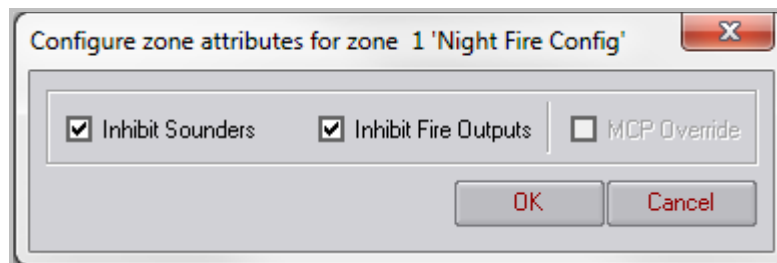 Configure zone attributes for zone  1 'Night Fire Config'
Inhibit Sounders Inhibit Fire Outputs MCP Override
OK Cancel